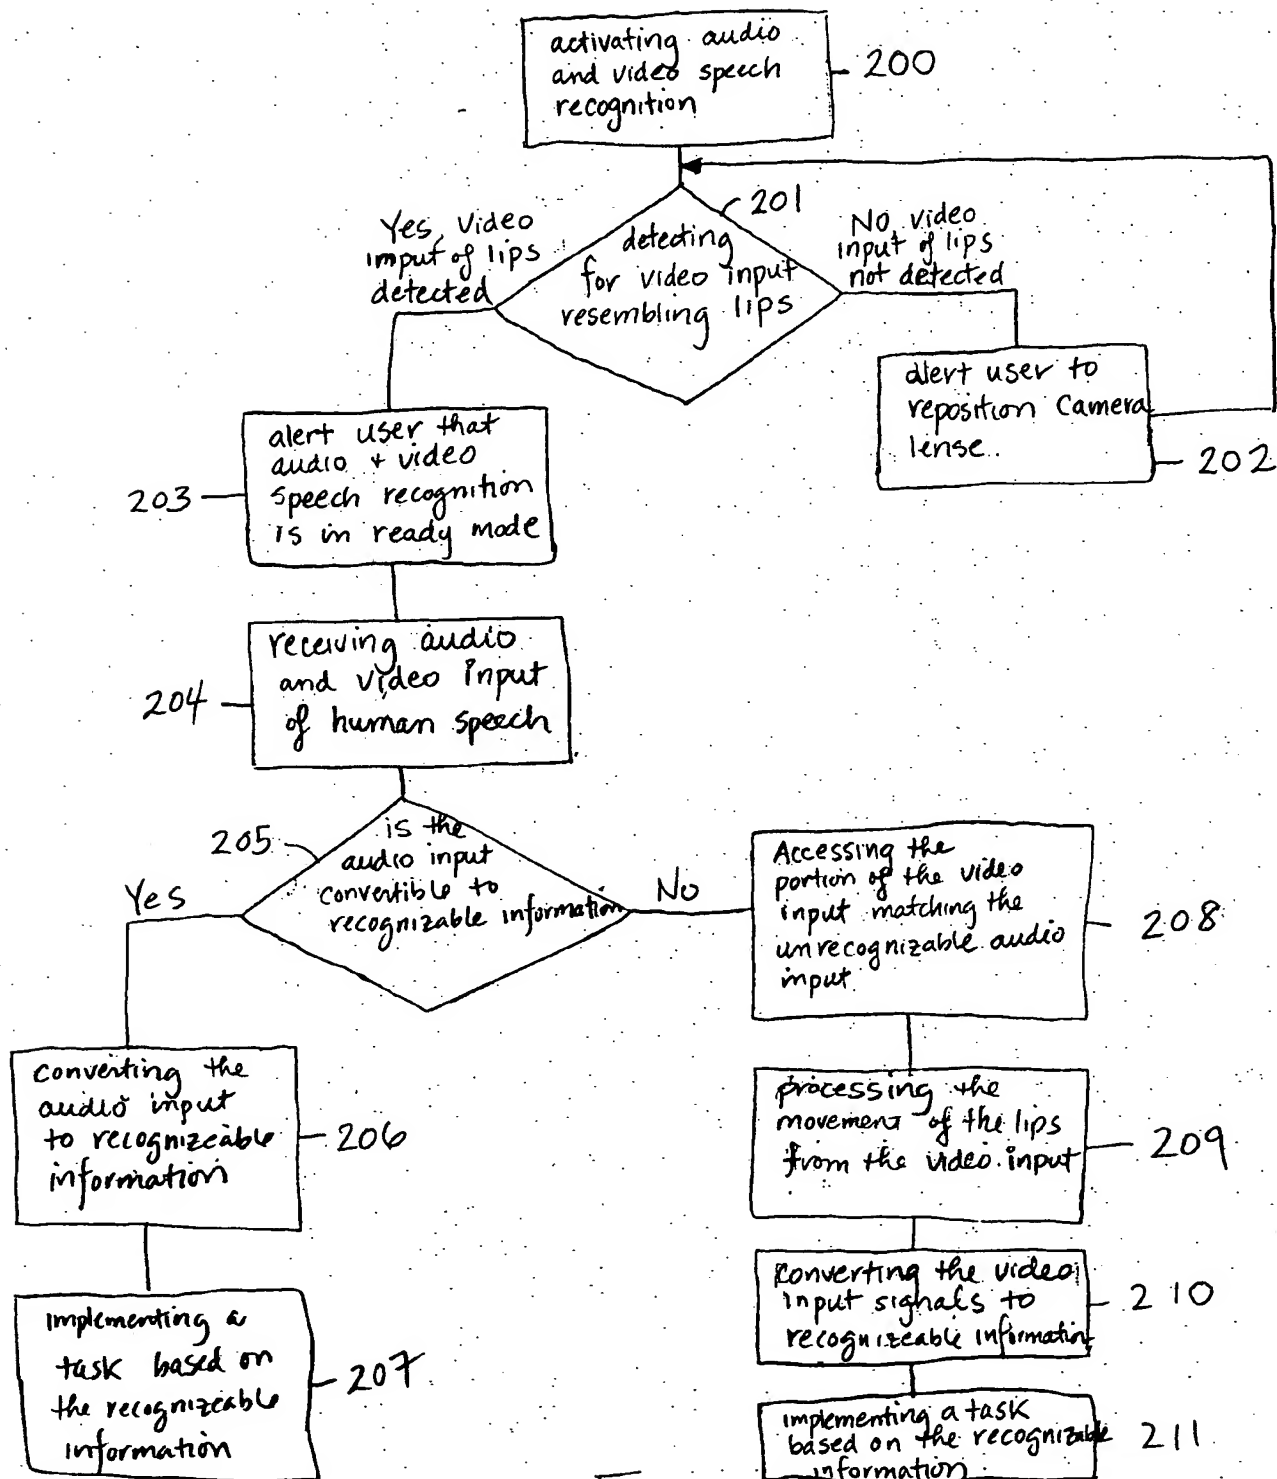 activating audio
and video speech
recognition
200
201
Yes, Video
imput of lips
detected
detecting
for video input
resembling lips
No video
input of lips
not detected
alert user to
reposition Camera
lense.
202
203
alert user that
audio + video
speech recognition
is in ready mode
204
receiving audio
and video input
of human speech
205
is the
audio input
convertible to
recognizable information
Yes
No
Accessing the
portion of the video
input matching the
unrecognizable audio
input
208
converting the
audio input
to recognizeable
information
206
processing the
movement of the lips
from the video input
209
converting the video
input signals to
recognizeable information
210
implementing a
task based on
the recognizeable
information
207
implementing a task
based on the recognizable
information
211